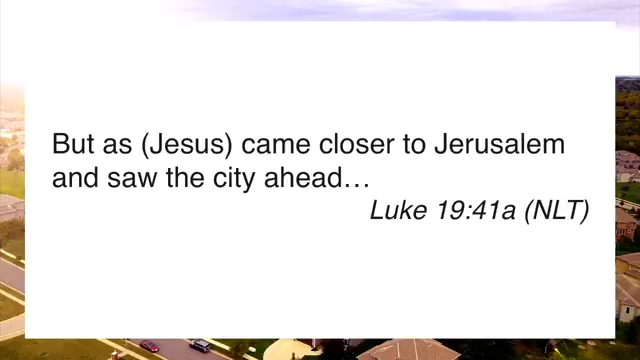 But as (Jesus) came closer to Jerusalem
and saw the city ahead…
Luke 19:41a (NLT)